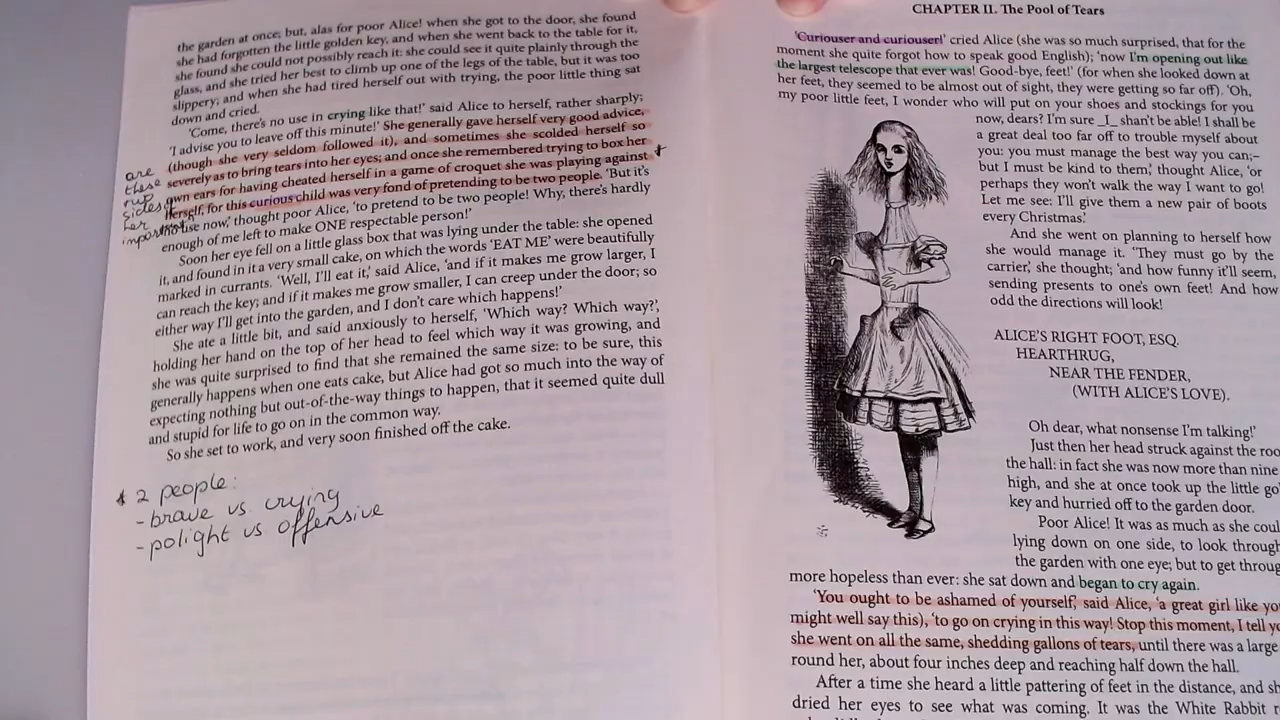 the garden at once; but, alas for poor Alice! when she got to the door, she found
she had forgotten the little golden key, and when she went back to the table for it,
she found she could not possibly reach it: she could see it quite plainly through the
glass, and she tried her best to climb up one of the legs of the table, but it was too
slippery; and when she had tired herself out with trying, the poor little thing sat
down and cried.
'Come, there's no use in crying like that!' said Alice to herself, rather sharply;
'I advise you to leave off this minute!' She generally gave herself very good advice,
(though she very seldom followed it), and sometimes she scolded herself so
severely as to bring tears into her eyes; and once she remembered trying to box her
own ears for having cheated herself in a game of croquet she was playing against
herself, for this curious child was very fond of pretending to be two people. 'But it's
no use now,' thought poor Alice, 'to pretend to be two people! Why, there's hardly
enough of me left to make ONE respectable person!'
Soon her eye fell on a little glass box that was lying under the table: she opened
it, and found in it a very small cake, on which the words 'EAT ME' were beautifully
marked in currants. 'Well, I'll eat it,' said Alice, 'and if it makes me grow larger, I
can reach the key; and if it makes me grow smaller, I can creep under the door; so
either way I'll get into the garden, and I don't care which happens!'
She ate a little bit, and said anxiously to herself, 'Which way? Which way?',
holding her hand on the top of her head to feel which way it was growing, and
she was quite surprised to find that she remained the same size: to be sure, this
generally happens when one eats cake, but Alice had got so much into the way of
expecting nothing but out-of-the-way things to happen, that it seemed quite dull
and stupid for life to go on in the common way.
So she set to work, and very soon finished off the cake.
are
these
sides of
her
2 people:
- brave vs. crying
- polight vs offensive
CHAPTER II. The Pool of Tears
'Curiouser and curiouser!' cried Alice (she was so much surprised, that for the
moment she quite forgot how to speak good English); 'now I'm opening out like
the largest telescope that ever was! Good-bye, feet!' (for when she looked down at
her feet, they seemed to be almost out of sight, they were getting so far off). 'Oh,
my poor little feet, I wonder who will put on your shoes and stockings for you
now, dears? I'm sure _I_ shan't be able! I shall be
a great deal too far off to trouble myself about
you: you must manage the best way you can;–
but I must be kind to them,' thought Alice, 'or
perhaps they won't walk the way I want to go!
Let me see: I'll give them a new pair of boots
every Christmas.'
And she went on planning to herself how
she would manage it. 'They must go by the
carrier,' she thought; 'and how funny it'll seem,
sending presents to one's own feet! And how
odd the directions will look!
ALICE'S RIGHT FOOT, ESQ.
HEARTHRUG,
NEAR THE FENDER,
(WITH ALICE'S LOVE).
Oh dear, what nonsense I'm talking!'
Just then her head struck against the roo
the hall: in fact she was now more than nine
high, and she at once took up the little go
key and hurried off to the garden door.
Poor Alice! It was as much as she coul
lying down on one side, to look through
the garden with one eye; but to get throug
more hopeless than ever: she sat down and began to cry again.
'You ought to be ashamed of yourself,' said Alice, 'a great girl like yo
might well say this), 'to go on crying in this way! Stop this moment, I tell yo
she went on all the same, shedding gallons of tears, until there was a large
round her, about four inches deep and reaching half down the hall.
After a time she heard a little pattering of feet in the distance, and sh
dried her eyes to see what was coming. It was the White Rabbit r